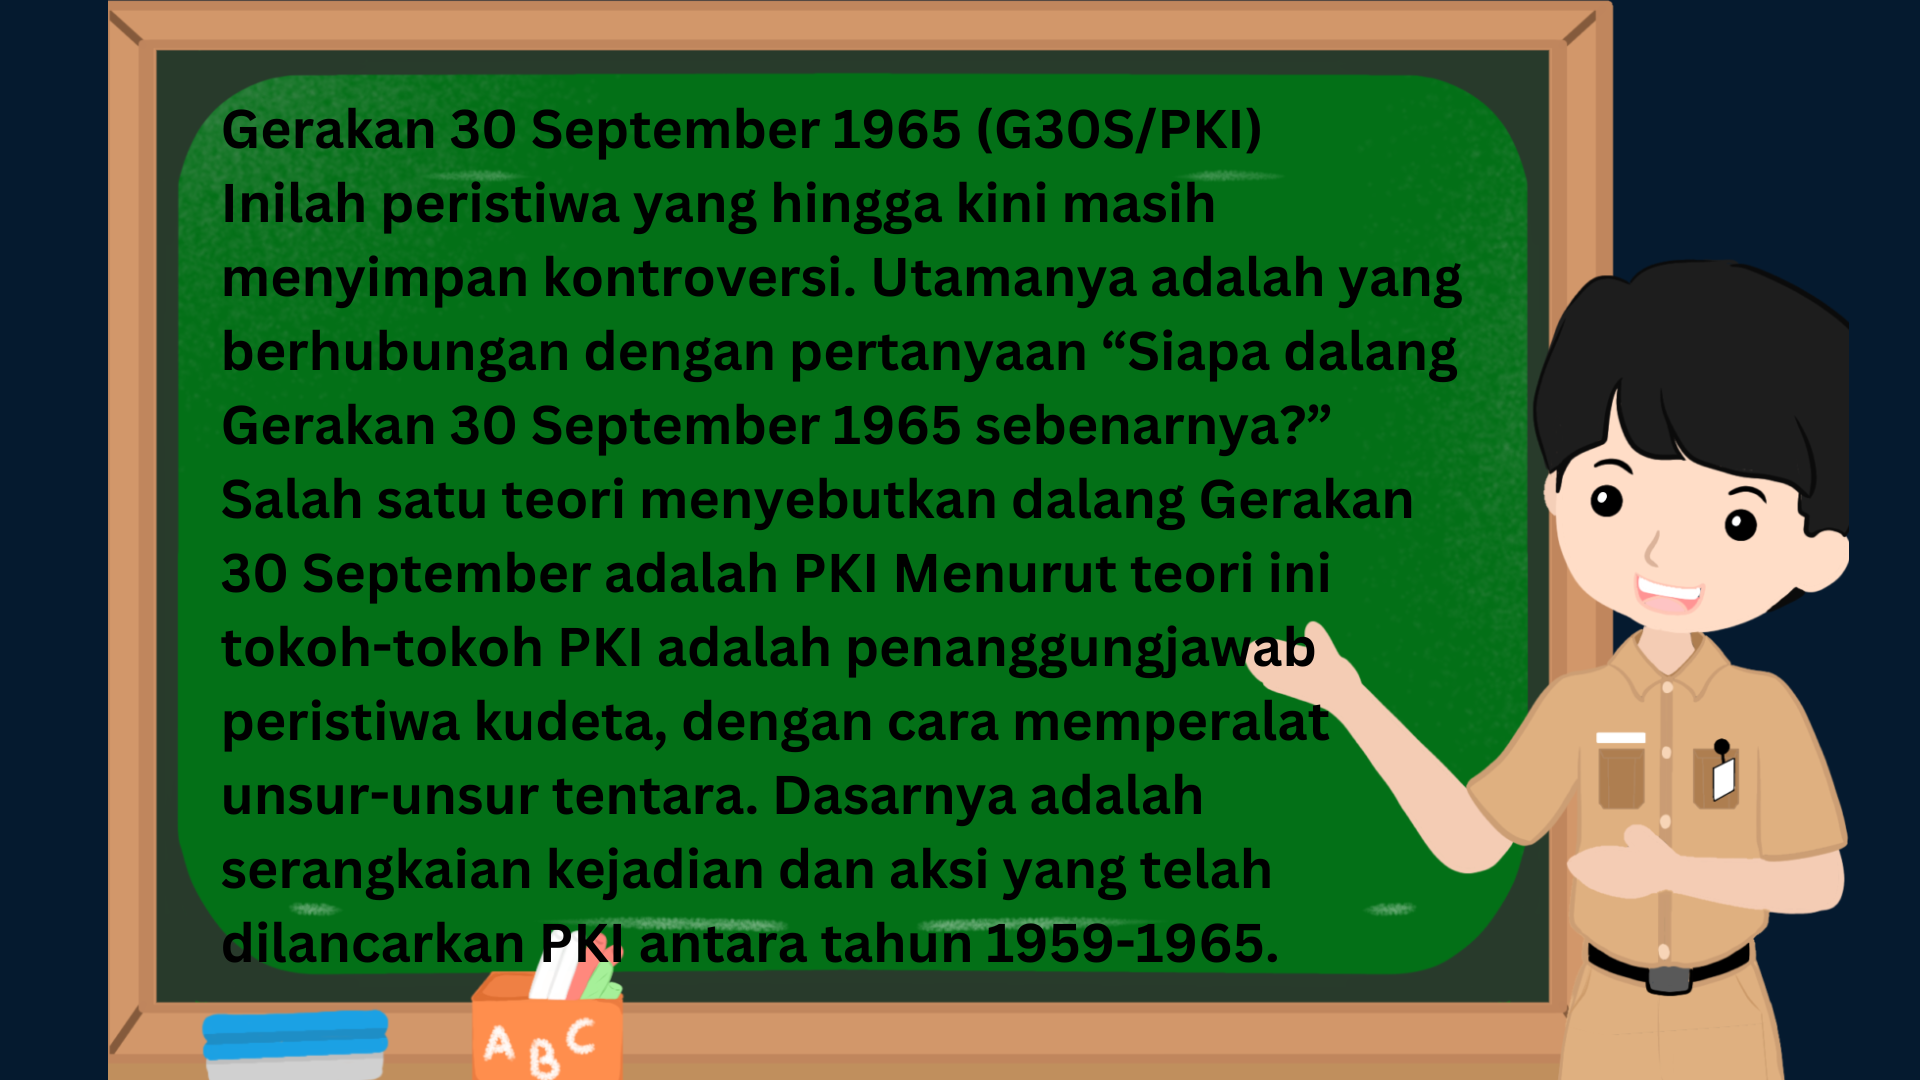 Gerakan 30 September 1965 (G30S/PKI)
Inilah peristiwa yang hingga kini masih
menyimpan kontroversi. Utamanya adalah yang
berhubungan dengan pertanyaan “Siapa dalang
Gerakan 30 September 1965 sebenarnya?”
Salah satu teori menyebutkan dalang Gerakan
30 September adalah PKI Menurut teori ini
tokoh-tokoh PKI adalah penanggungjawab
peristiwa kudeta, dengan cara memperalat
unsur-unsur tentara. Dasarnya adalah
serangkaian kejadian dan aksi yang telah
dilancarkan PKI antara tahun 1959-1965.
A B C